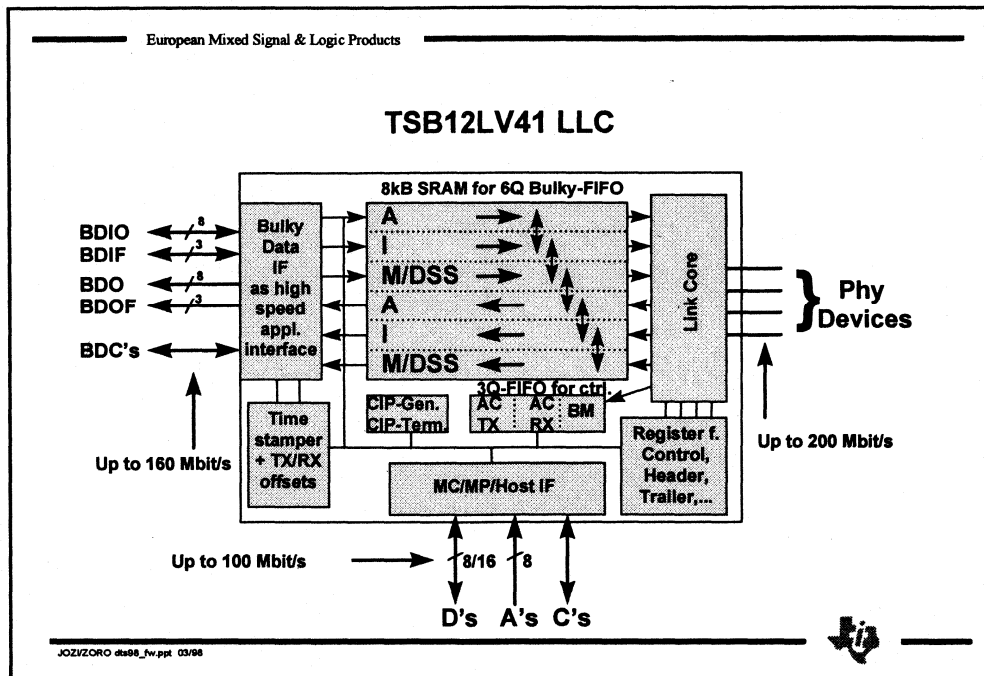 European Mixed Signal & Logic Products
TSB12LV41 LLC
8kB SRAM for 6Q Bulky-FIFO
BDIO
8
BDIF
3
BDO
8
BDOF
3
BDC's
Up to 160 Mbit/s
Bulky
Data
IF
as high
speed
appl.
interface
A
I
M/DSS
A
I
M/DSS
Link Core
} Phy
Devices
Up to 200 Mbit/s
3Q-FIFO for ctrl.
CIP-Gen.
CIP-Term.
AC
TX
AC
RX
BM
Time
stamper
+ TX/RX
offsets
Register f.
Control,
Header,
Trailer,...
MC/MP/Host IF
Up to 100 Mbit/s
8/16
8
D's
A's
C's
JOZI/ZORO dts98_fw.ppt 03/98
ti